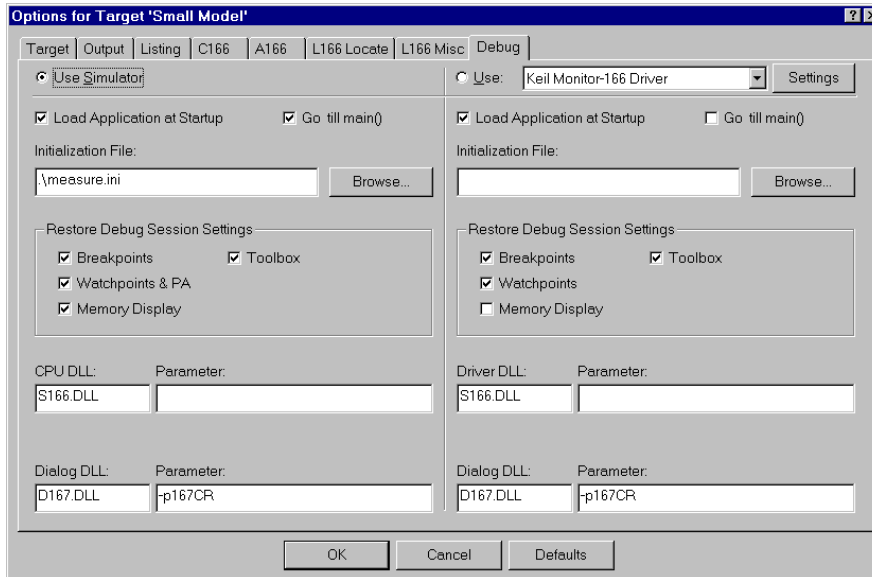 Options for Target 'Small Model'
Target Output Listing C166 A166 L166 Locate L166 Misc Debug
Use Simulator
Use: Keil Monitor-166 Driver Settings
Load Application at Startup Go till main()
Load Application at Startup Go till main()
Initialization File:
Initialization File:
.\measure.ini Browse...
Browse...
Restore Debug Session Settings
Breakpoints Toolbox
Watchpoints & PA
Memory Display
Restore Debug Session Settings
Breakpoints Toolbox
Watchpoints
Memory Display
CPU DLL: Parameter:
S166.DLL
Driver DLL: Parameter:
S166.DLL
Dialog DLL: Parameter:
D167.DLL -p167CR
Dialog DLL: Parameter:
D167.DLL -p167CR
OK Cancel Defaults